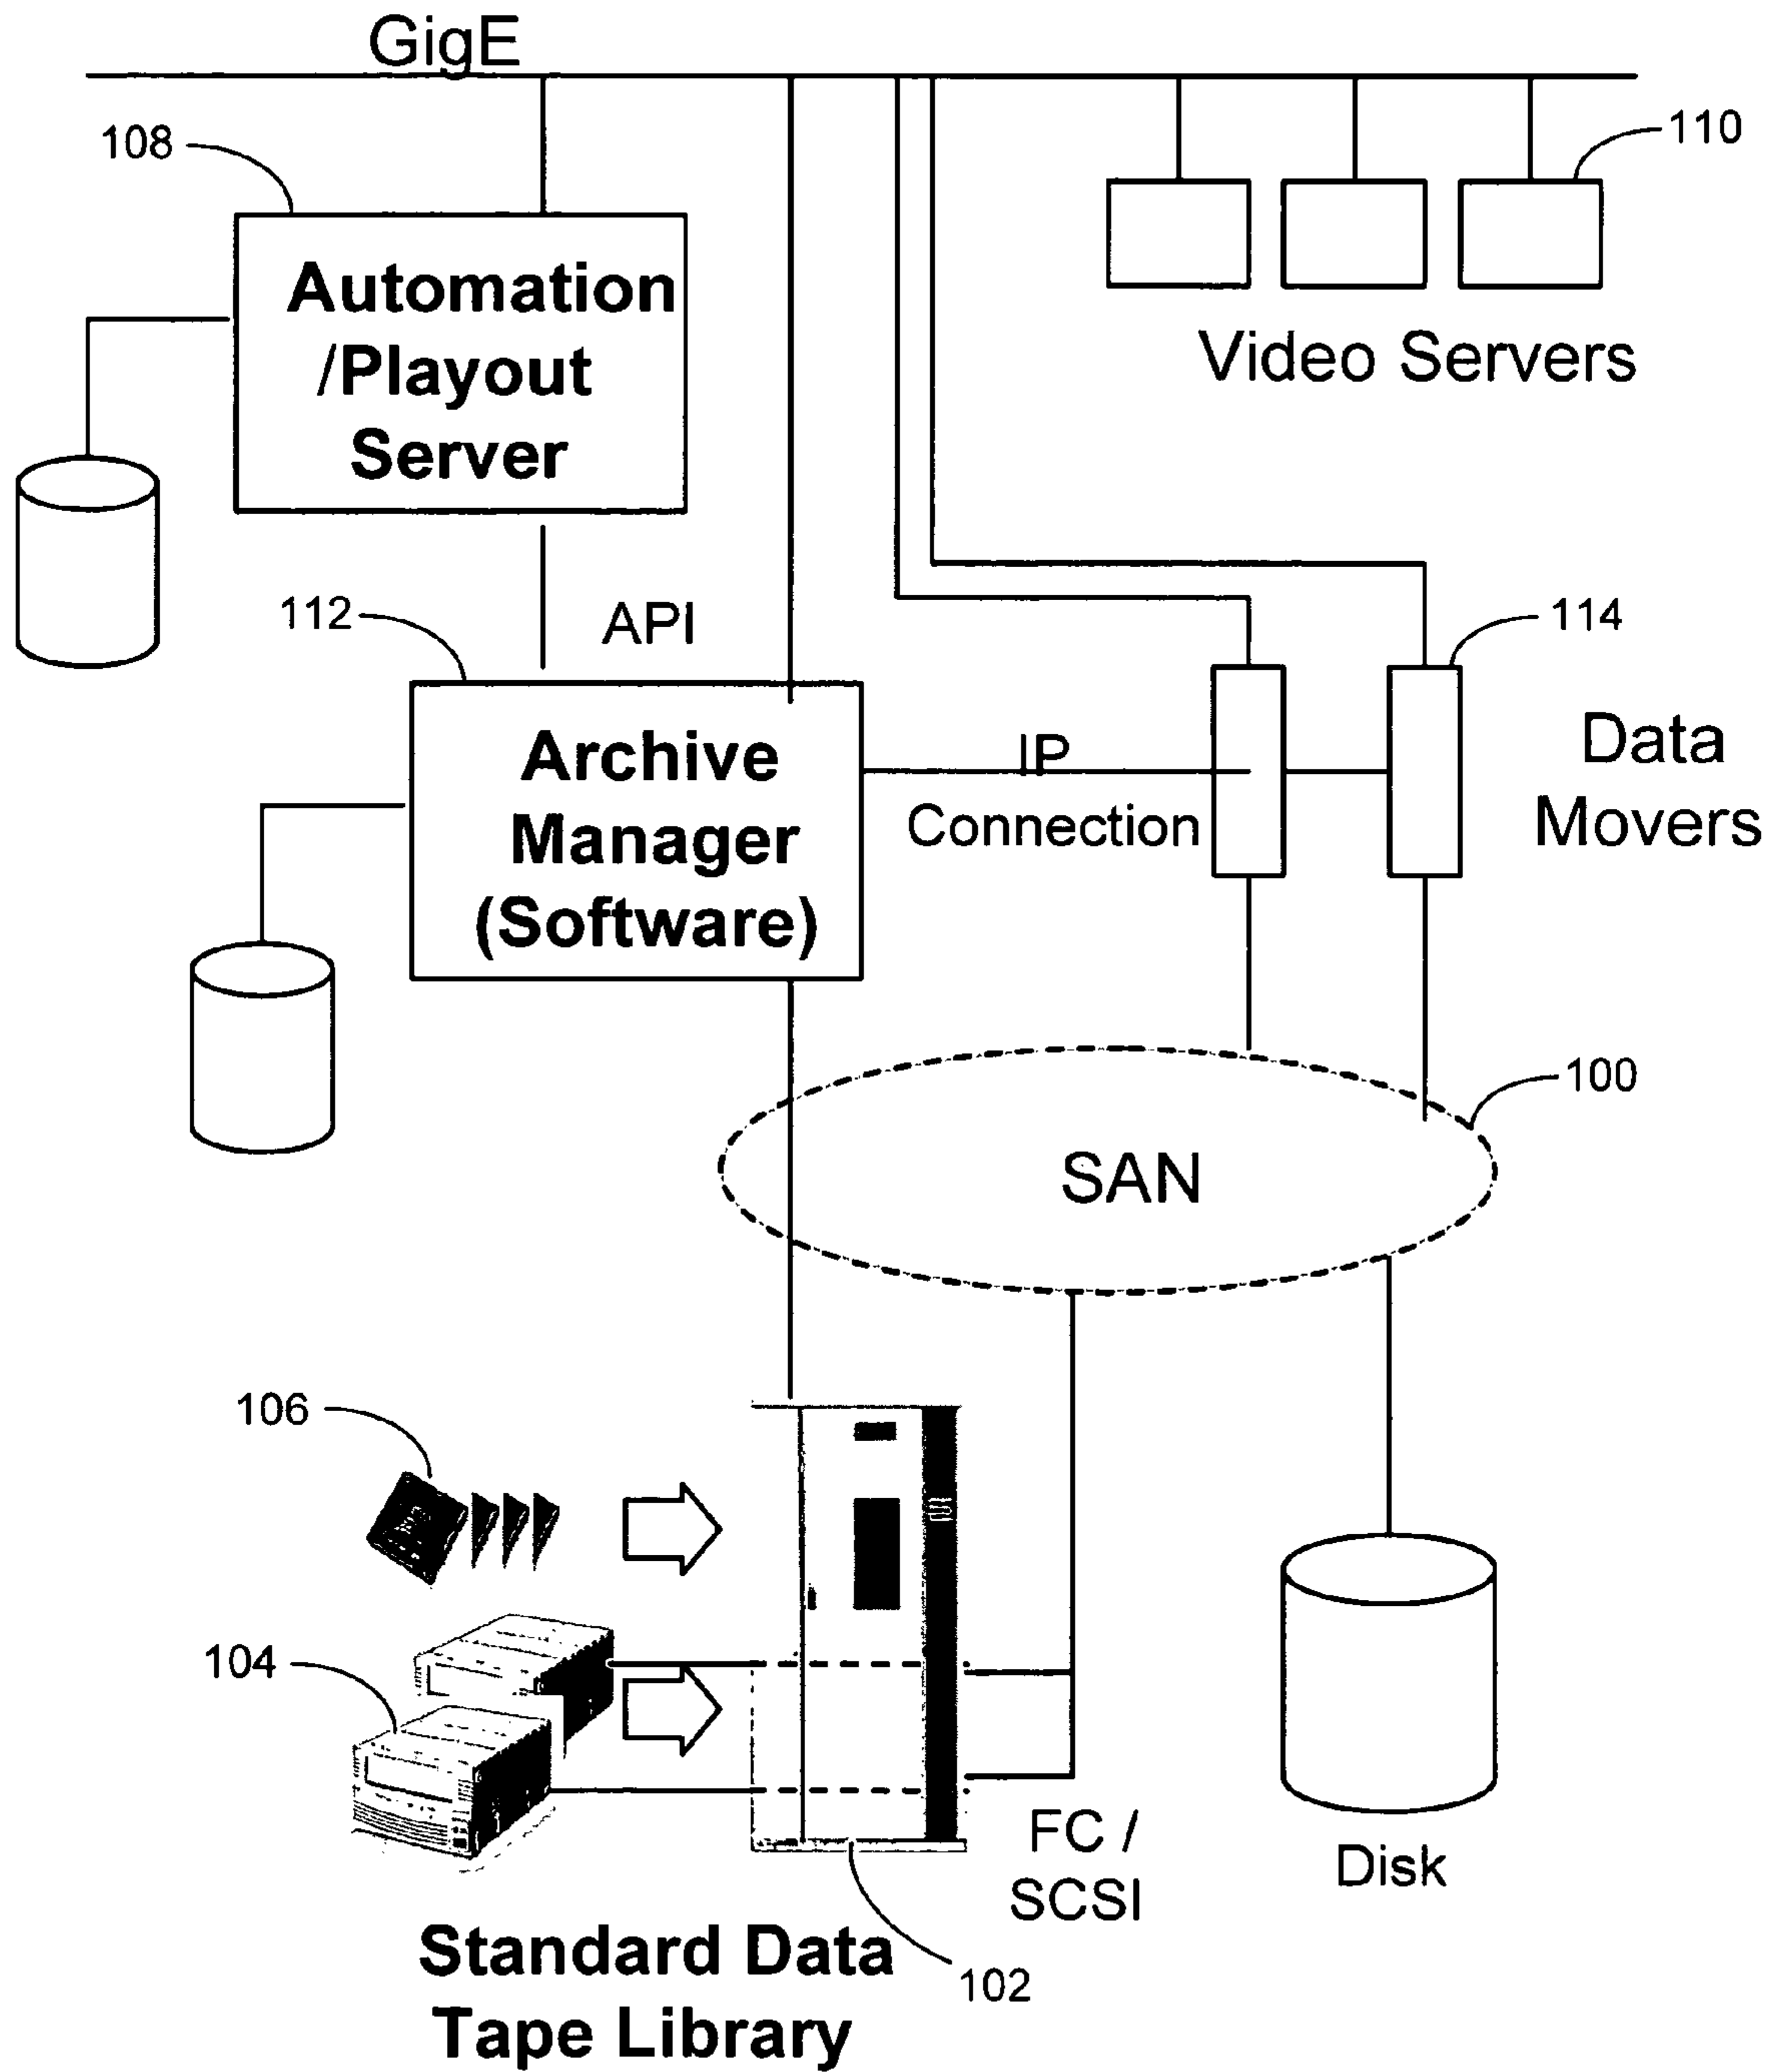 GigE
108
110
Automation
/Playout
Server
Video Servers
112
API
114
Archive
Manager
(Software)
IP
Connection
Data
Movers
100
SAN
106
104
FC /
SCSI
Disk
Standard Data
Tape Library
102